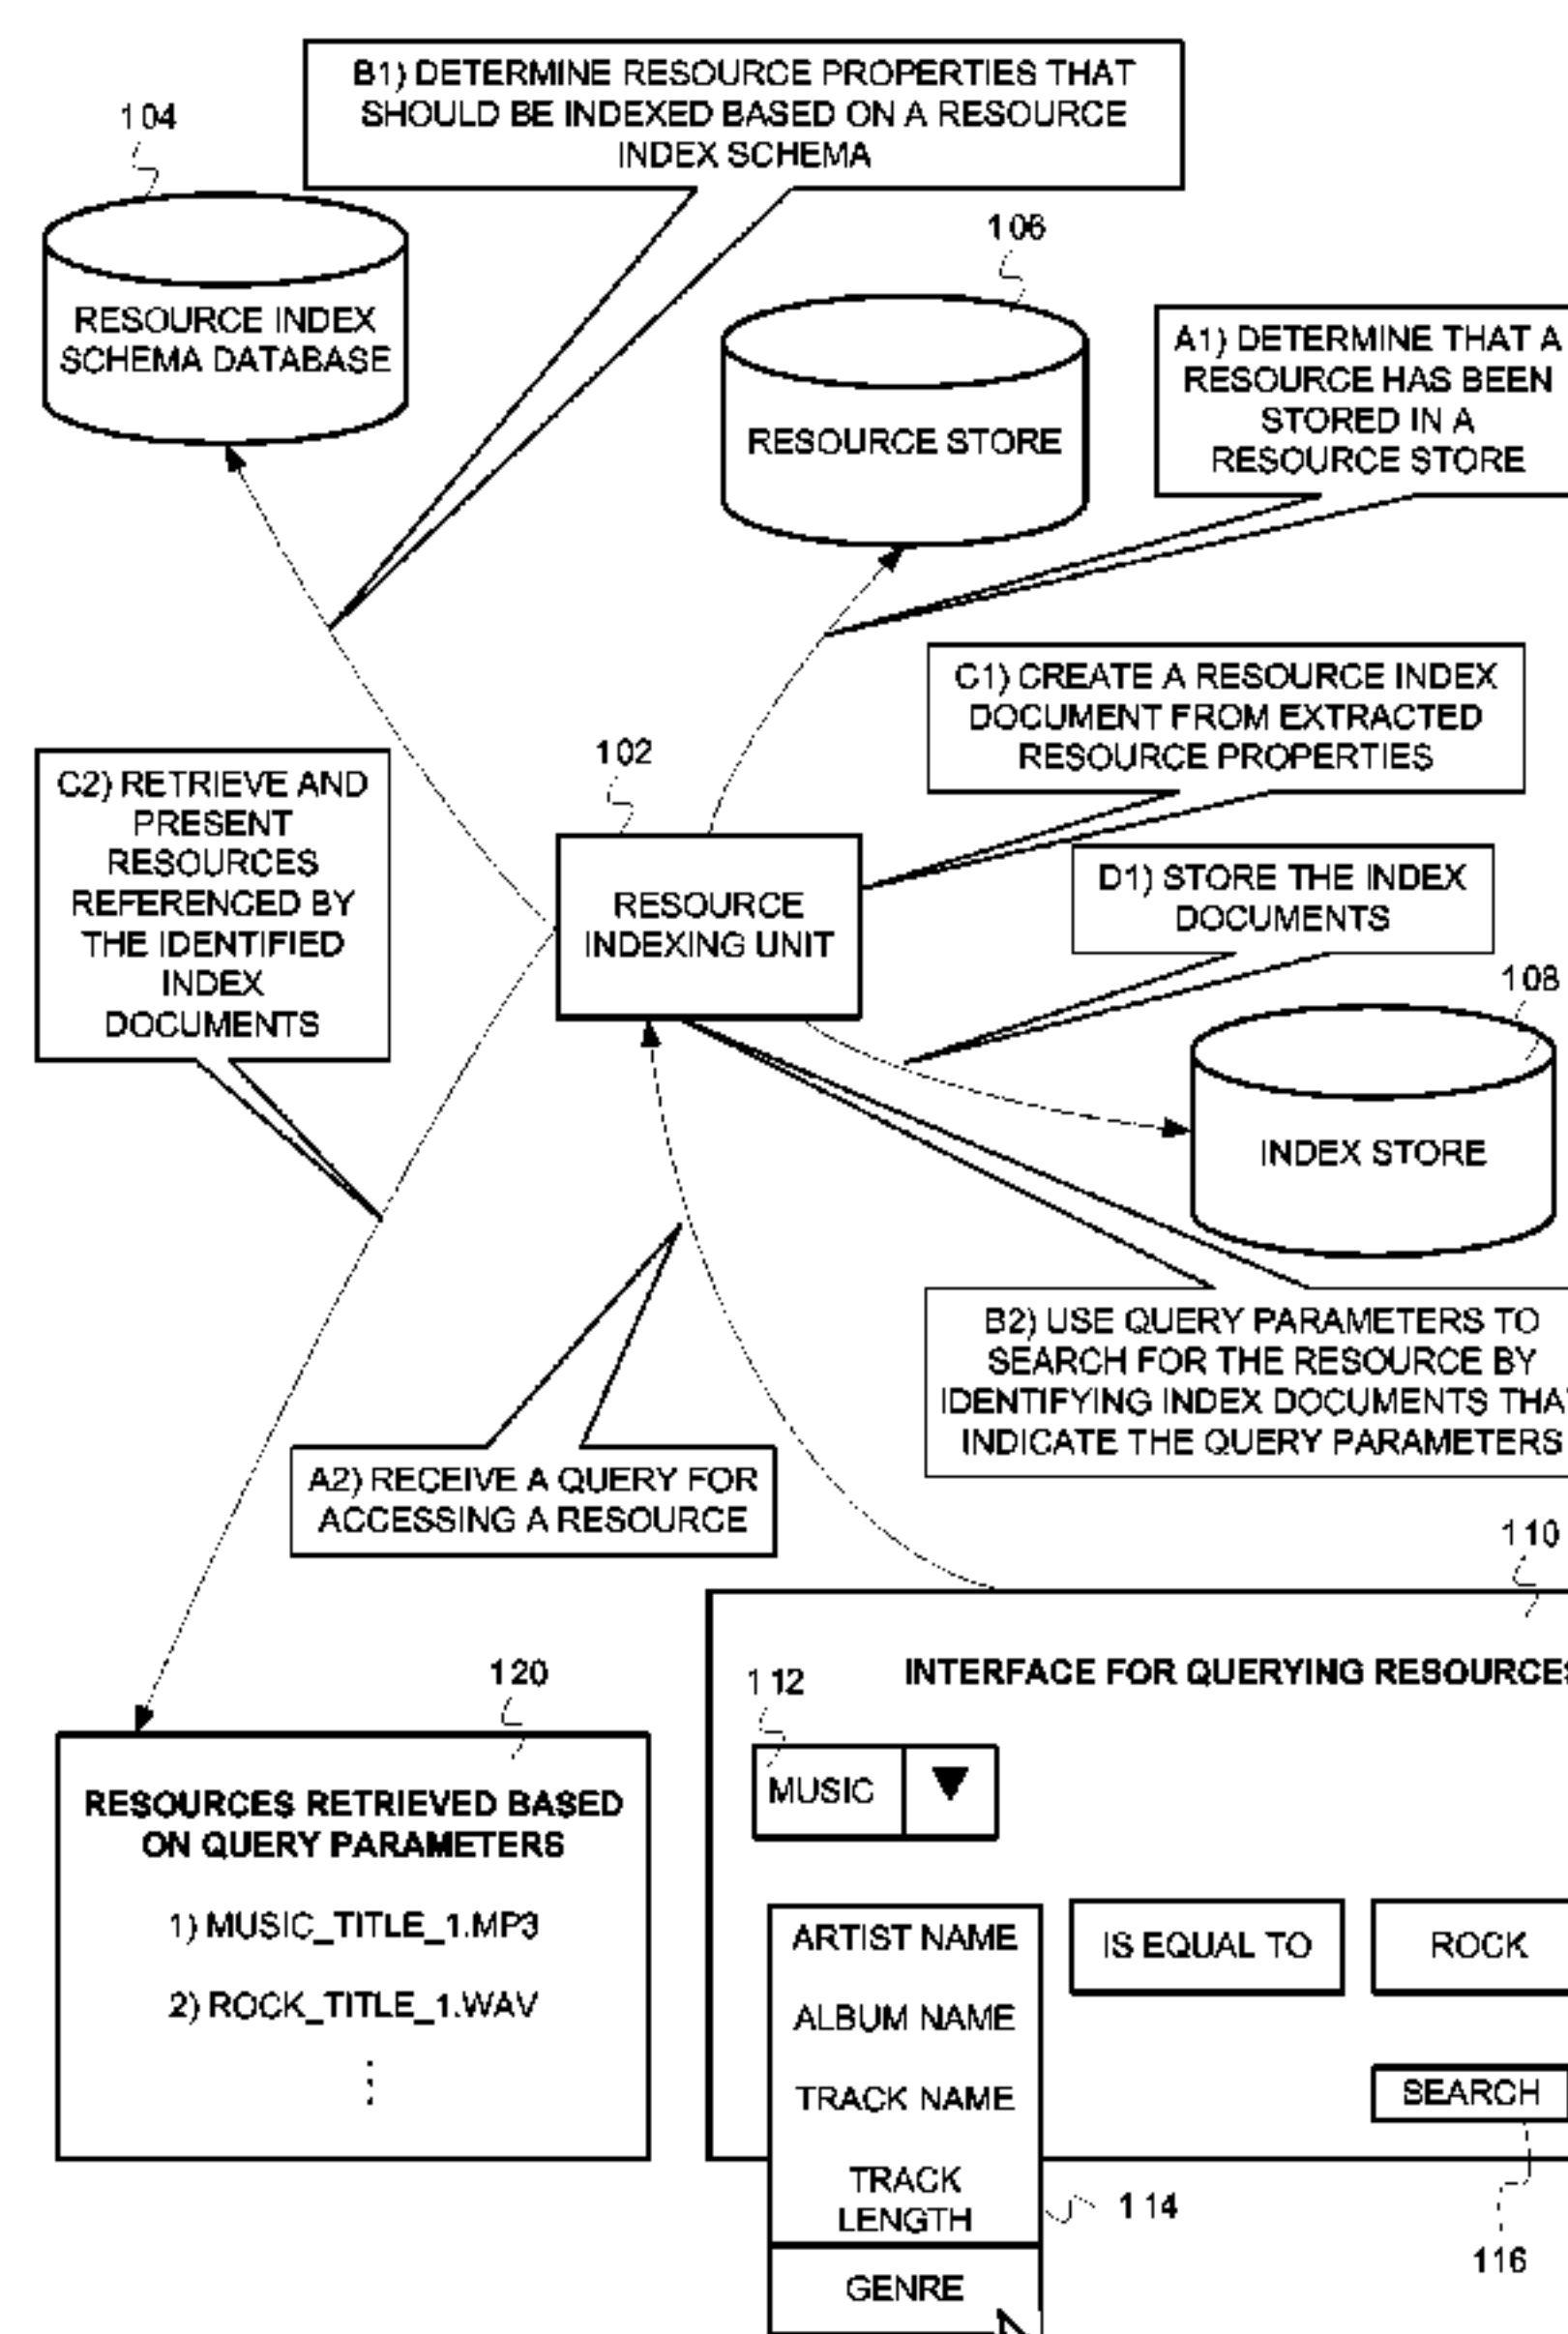 B1) DETERMINE RESOURCE PROPERTIES THAT
SHOULD BE INDEXED BASED ON A RESOURCE
INDEX SCHEMA
104
106
RESOURCE INDEX
SCHEMA DATABASE
A1) DETERMINE THAT A
RESOURCE HAS BEEN
STORED IN A
RESOURCE STORE
RESOURCE STORE
C1) CREATE A RESOURCE INDEX
DOCUMENT FROM EXTRACTED
RESOURCE PROPERTIES
102
C2) RETRIEVE AND
PRESENT
RESOURCES
REFERENCED BY
THE IDENTIFIED
INDEX
DOCUMENTS
RESOURCE
INDEXING UNIT
D1) STORE THE INDEX
DOCUMENTS
108
INDEX STORE
B2) USE QUERY PARAMETERS TO
SEARCH FOR THE RESOURCE BY
IDENTIFYING INDEX DOCUMENTS THA
INDICATE THE QUERY PARAMETERS
A2) RECEIVE A QUERY FOR
ACCESSING A RESOURCE
110
INTERFACE FOR QUERYING RESOURCES
112
MUSIC
120
RESOURCES RETRIEVED BASED
ON QUERY PARAMETERS
1) MUSIC_TITLE_1.MP3
2) ROCK_TITLE_1.WAV
ARTIST NAME
ALBUM NAME
TRACK NAME
TRACK
LENGTH
GENRE
IS EQUAL TO
ROCK
SEARCH
114
116